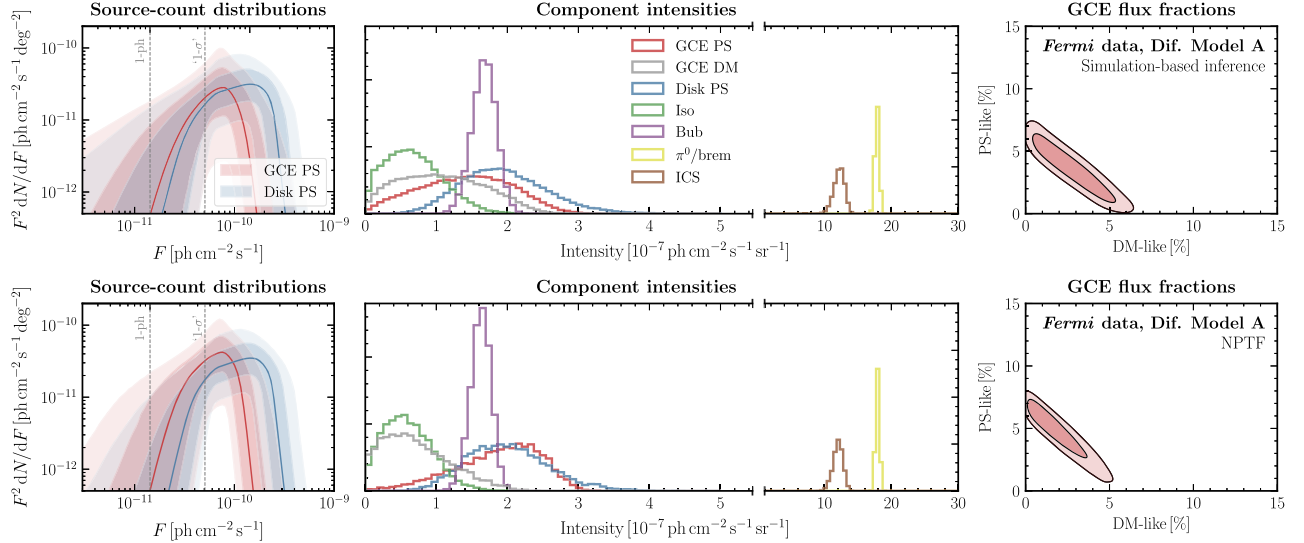 Source-count distributions
10⁻¹⁰
10⁻¹¹
10⁻¹²
F² dN/dF [ph cm⁻² s⁻¹ deg⁻²]
1-ph
'1-σ'
GCE PS
Disk PS
10⁻¹¹
10⁻¹⁰
10⁻⁹
F [ph cm⁻² s⁻¹]
Component intensities
GCE PS
GCE DM
Disk PS
Iso
Bub
π⁰/brem
ICS
0 1 2 3 4 5
10 20 30
Intensity [10⁻⁷ ph cm⁻² s⁻¹ sr⁻¹]
GCE flux fractions
Fermi data, Dif. Model A
Simulation-based inference
15
10
5
0
PS-like [%]
0 5 10 15
DM-like [%]
Source-count distributions
10⁻¹⁰
10⁻¹¹
10⁻¹²
F² dN/dF [ph cm⁻² s⁻¹ deg⁻²]
1-ph
'1-σ'
10⁻¹¹
10⁻¹⁰
10⁻⁹
F [ph cm⁻² s⁻¹]
Component intensities
0 1 2 3 4 5
10 20 30
Intensity [10⁻⁷ ph cm⁻² s⁻¹ sr⁻¹]
GCE flux fractions
Fermi data, Dif. Model A
NPTF
15
10
5
0
PS-like [%]
0 5 10 15
DM-like [%]